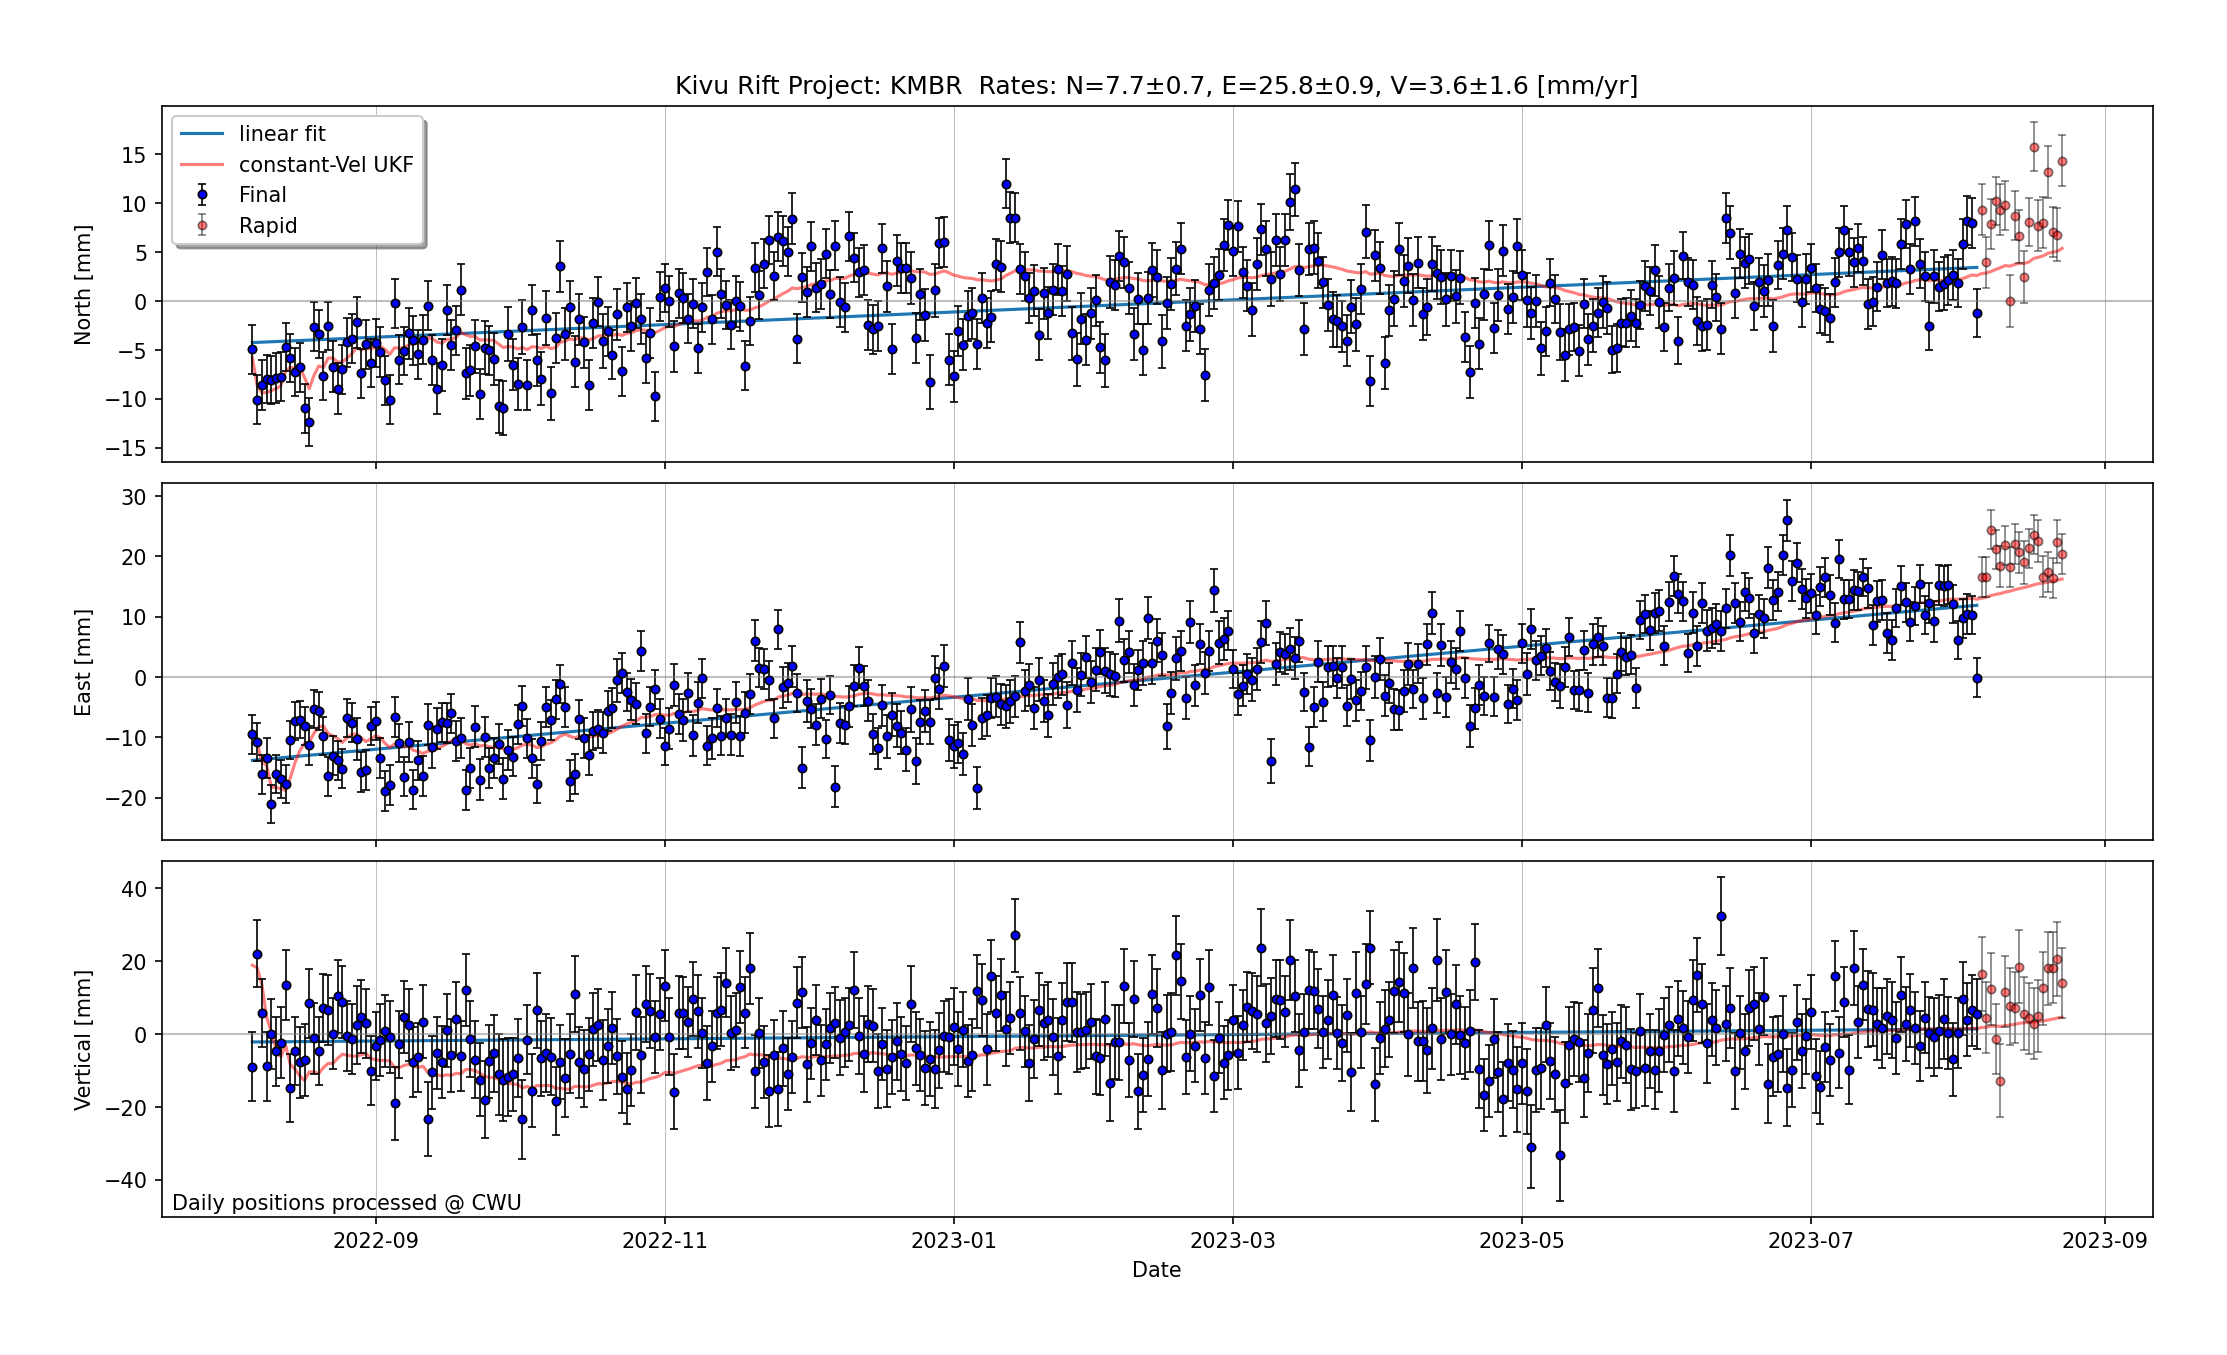 Kivu Rift Project: KMBR  Rates: N=7.7±0.7, E=25.8±0.9, V=3.6±1.6 [mm/yr]
linear fit
constant-Vel UKF
Final
Rapid
North [mm]
15
10
5
0
−5
−10
−15
East [mm]
30
20
10
0
−10
−20
Vertical [mm]
40
20
0
−20
−40
Daily positions processed @ CWU
2022-09 2022-11 2023-01 2023-03 2023-05 2023-07 2023-09
Date